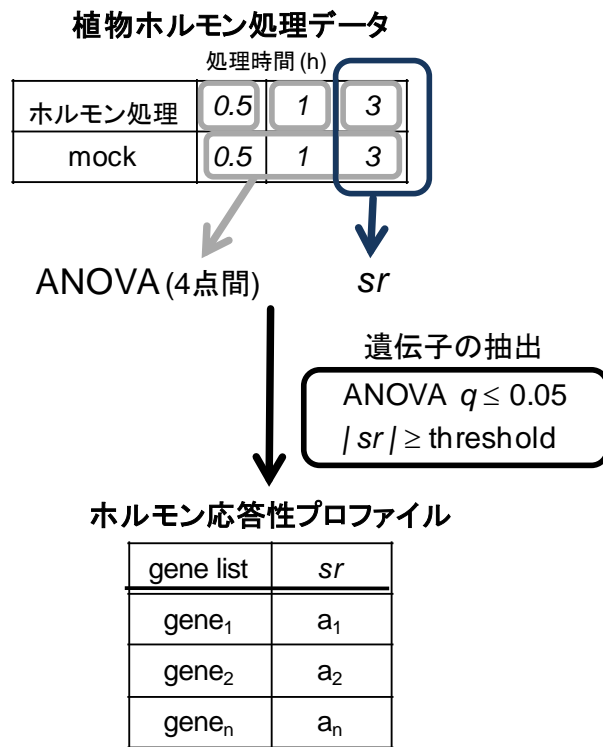 植物ホルモン処理データ
処理時間 (h)
ホルモン処理 0.5 1 3
mock 0.5 1 3
ANOVA (4点間) sr
遺伝子の抽出
ANOVA q ≤ 0.05
| sr | ≥ threshold
ホルモン応答性プロファイル
gene list sr
gene₁ a₁
gene₂ a₂
geneₙ aₙ